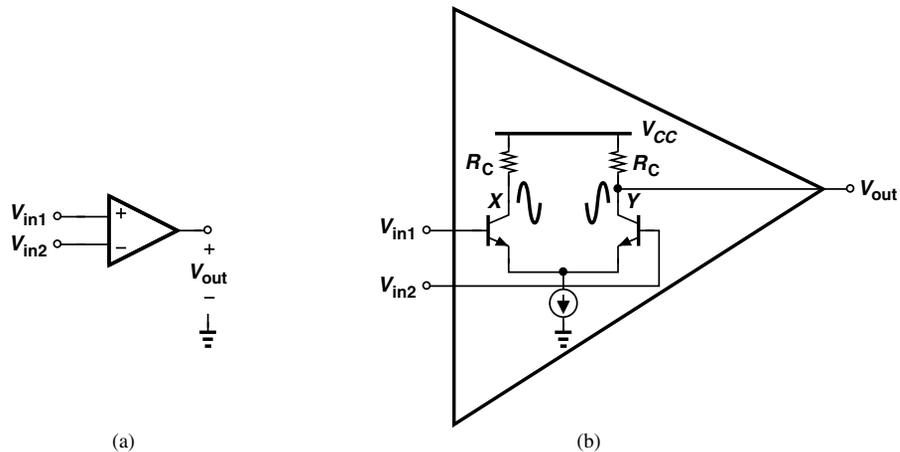 V_CC
R_C
R_C
X
Y
V_out
V_in1
V_in2
+
−
V_in1
V_in2
+
V_out
−
(a)
(b)